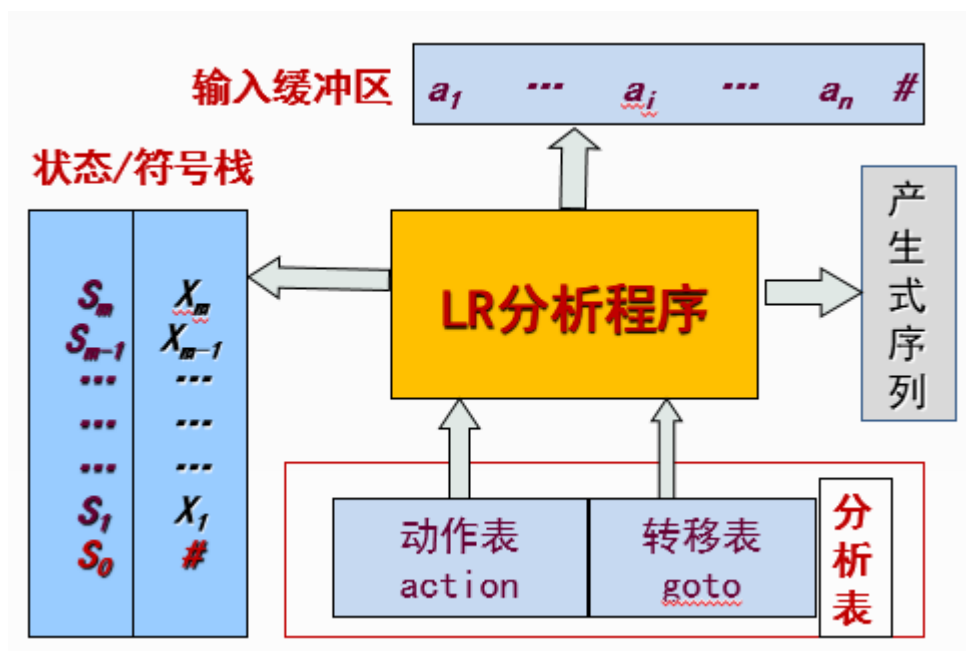 输入缓冲区 a1 … ai … an #
状态/符号栈
Sm Xm
Sm-1 Xm-1
… …
… …
… …
S1 X1
S0 #
LR分析程序
产
生
式
序
列
动作表 转移表
action goto
分
析
表